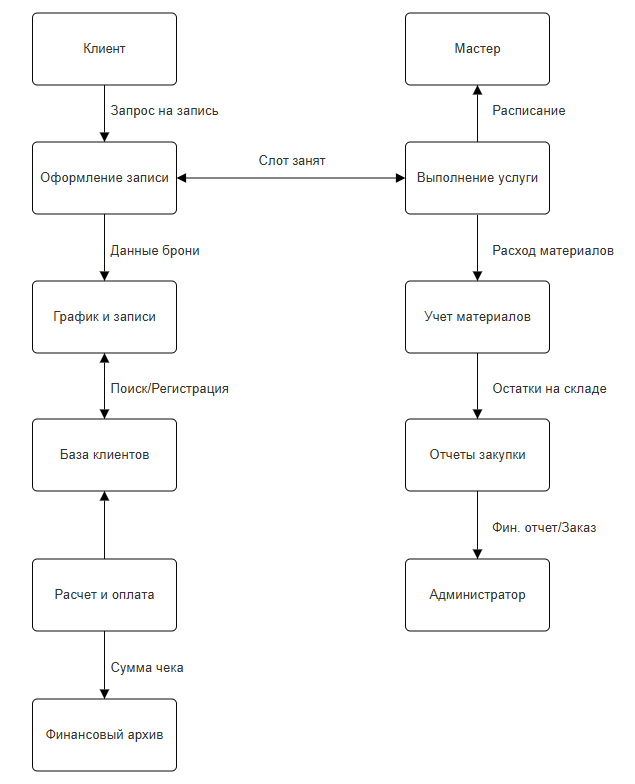 Клиент
Мастер
Запрос на запись
Расписание
Оформление записи
Слот занят
Выполнение услуги
Данные брони
Расход материалов
График и записи
Учет материалов
Поиск/Регистрация
Остатки на складе
База клиентов
Отчеты закупки
Фин. отчет/Заказ
Расчет и оплата
Администратор
Сумма чека
Финансовый архив